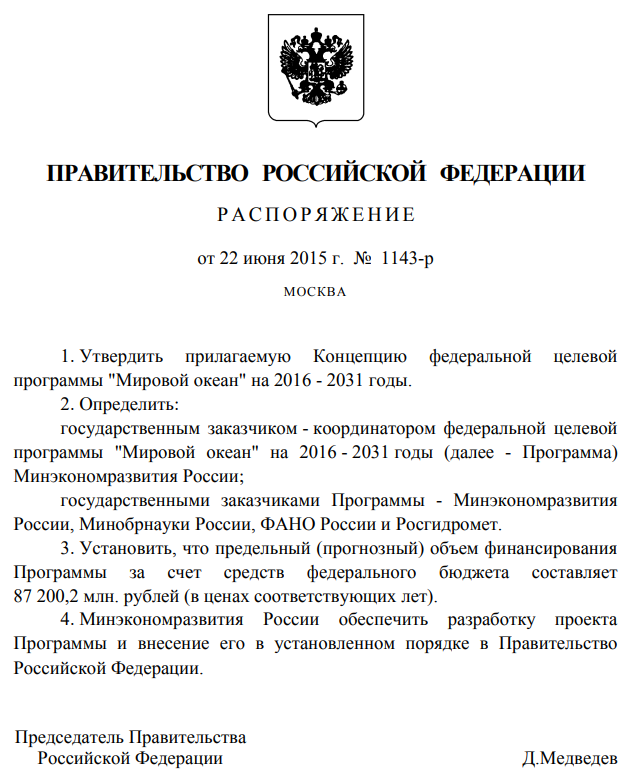 ПРАВИТЕЛЬСТВО РОССИЙСКОЙ ФЕДЕРАЦИИ
РАСПОРЯЖЕНИЕ
от 22 июня 2015 г. № 1143-р
МОСКВА
1. Утвердить прилагаемую Концепцию федеральной целевой
программы "Мировой океан" на 2016 - 2031 годы.
2. Определить:
государственным заказчиком - координатором федеральной целевой
программы "Мировой океан" на 2016 - 2031 годы (далее - Программа)
Минэкономразвития России;
государственными заказчиками Программы - Минэкономразвития
России, Минобрнауки России, ФАНО России и Росгидромет.
3. Установить, что предельный (прогнозный) объем финансирования
Программы за счет средств федерального бюджета составляет
87 200,2 млн. рублей (в ценах соответствующих лет).
4. Минэкономразвития России обеспечить разработку проекта
Программы и внесение его в установленном порядке в Правительство
Российской Федерации.
Председатель Правительства
Российской Федерации Д.Медведев